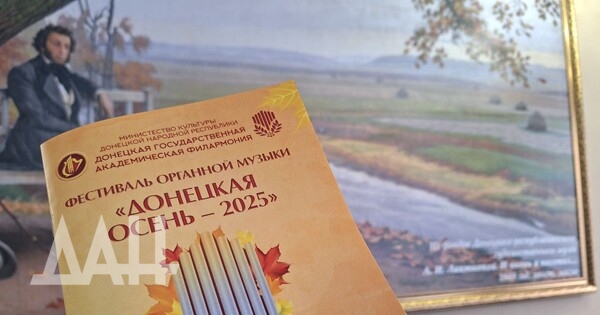 МИНИСТЕРСТВО КУЛЬТУРЫ
ДОНЕЦКОЙ НАРОДНОЙ РЕСПУБЛИКИ
ДОНЕЦКАЯ ГОСУДАРСТВЕННАЯ
АКАДЕМИЧЕСКАЯ ФИЛАРМОНИЯ
ФЕСТИВАЛЬ ОРГАННОЙ МУЗЫКИ
«ДОНЕЦКАЯ
ОСЕНЬ – 2025»
ДАН